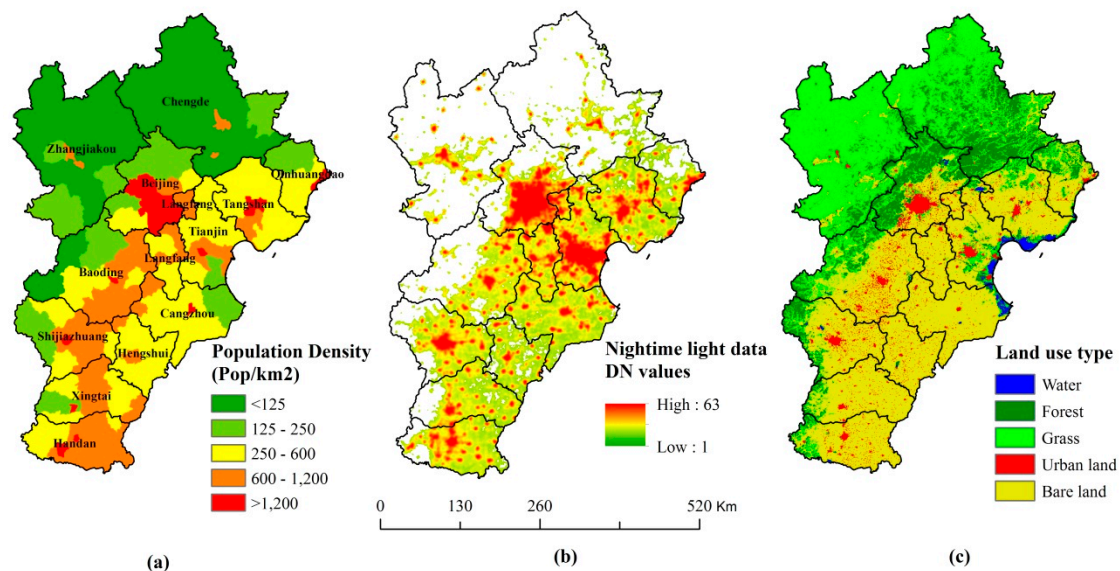 Chengde
Zhangjiakou
Qinhuangdao
Beijing
Langfang
Tangshan
Tianjin
Langfang
Baoding
Cangzhou
Shijiazhuang
Hengshui
Xingtai
Handan
Population Density
(Pop/km2)
<125
125 - 250
250 - 600
600 - 1,200
>1,200
(a)
Nightime light data
DN values
High : 63
Low : 1
0 130 260 520 Km
(b)
Land use type
Water
Forest
Grass
Urban land
Bare land
(c)